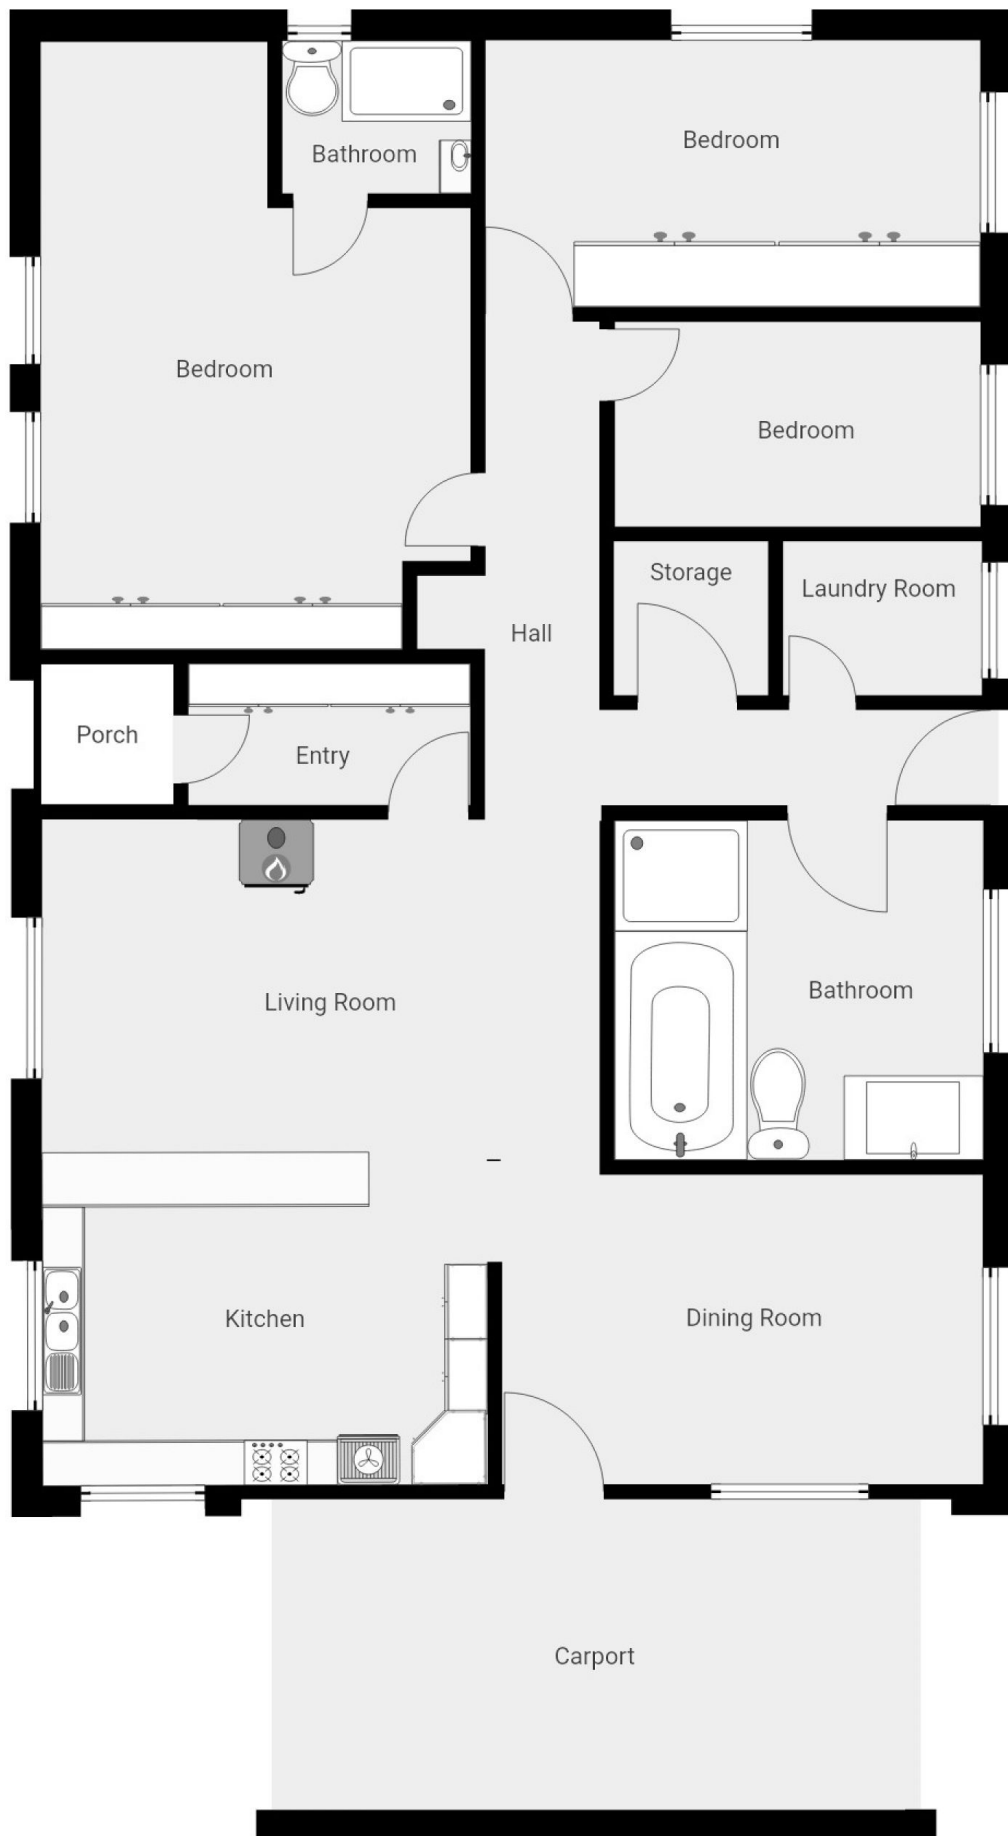 Bathroom
Bedroom
Bedroom
Bedroom
Storage
Laundry Room
Hall
Porch
Entry
Living Room
Bathroom
Kitchen
Dining Room
Carport